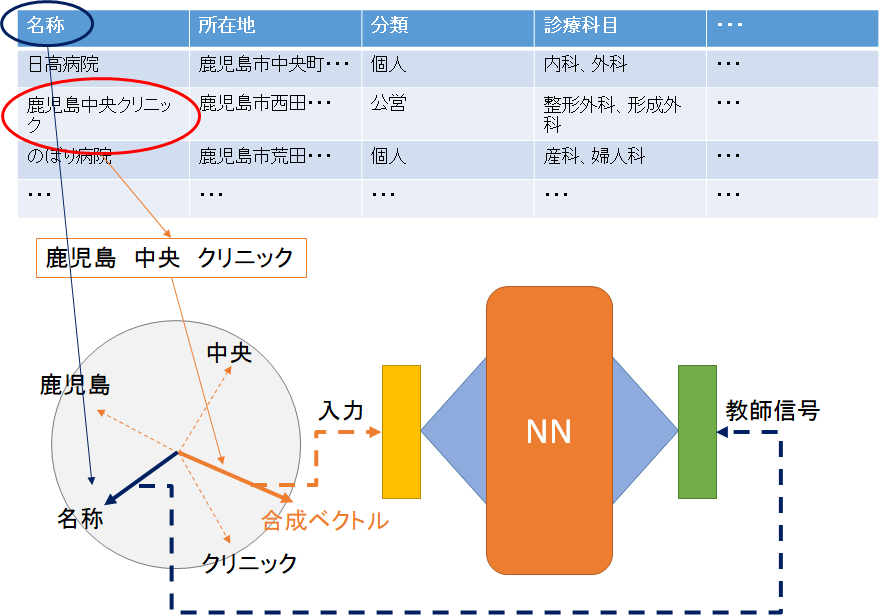 名称 所在地 分類 診療科目 ・・・
日高病院 鹿児島市中央町・・・ 個人 内科、外科 ・・・
鹿児島中央クリニッ 鹿児島市西田・・・ 公営 整形外科、形成外 ・・・
ク 科
のぼり病院 鹿児島市荒田・・・ 個人 産科、婦人科 ・・・
・・・ ・・・ ・・・ ・・・ ・・・
鹿児島 中央 クリニック
中央
鹿児島
入力
教師信号
NN
名称
合成ベクトル
クリニック